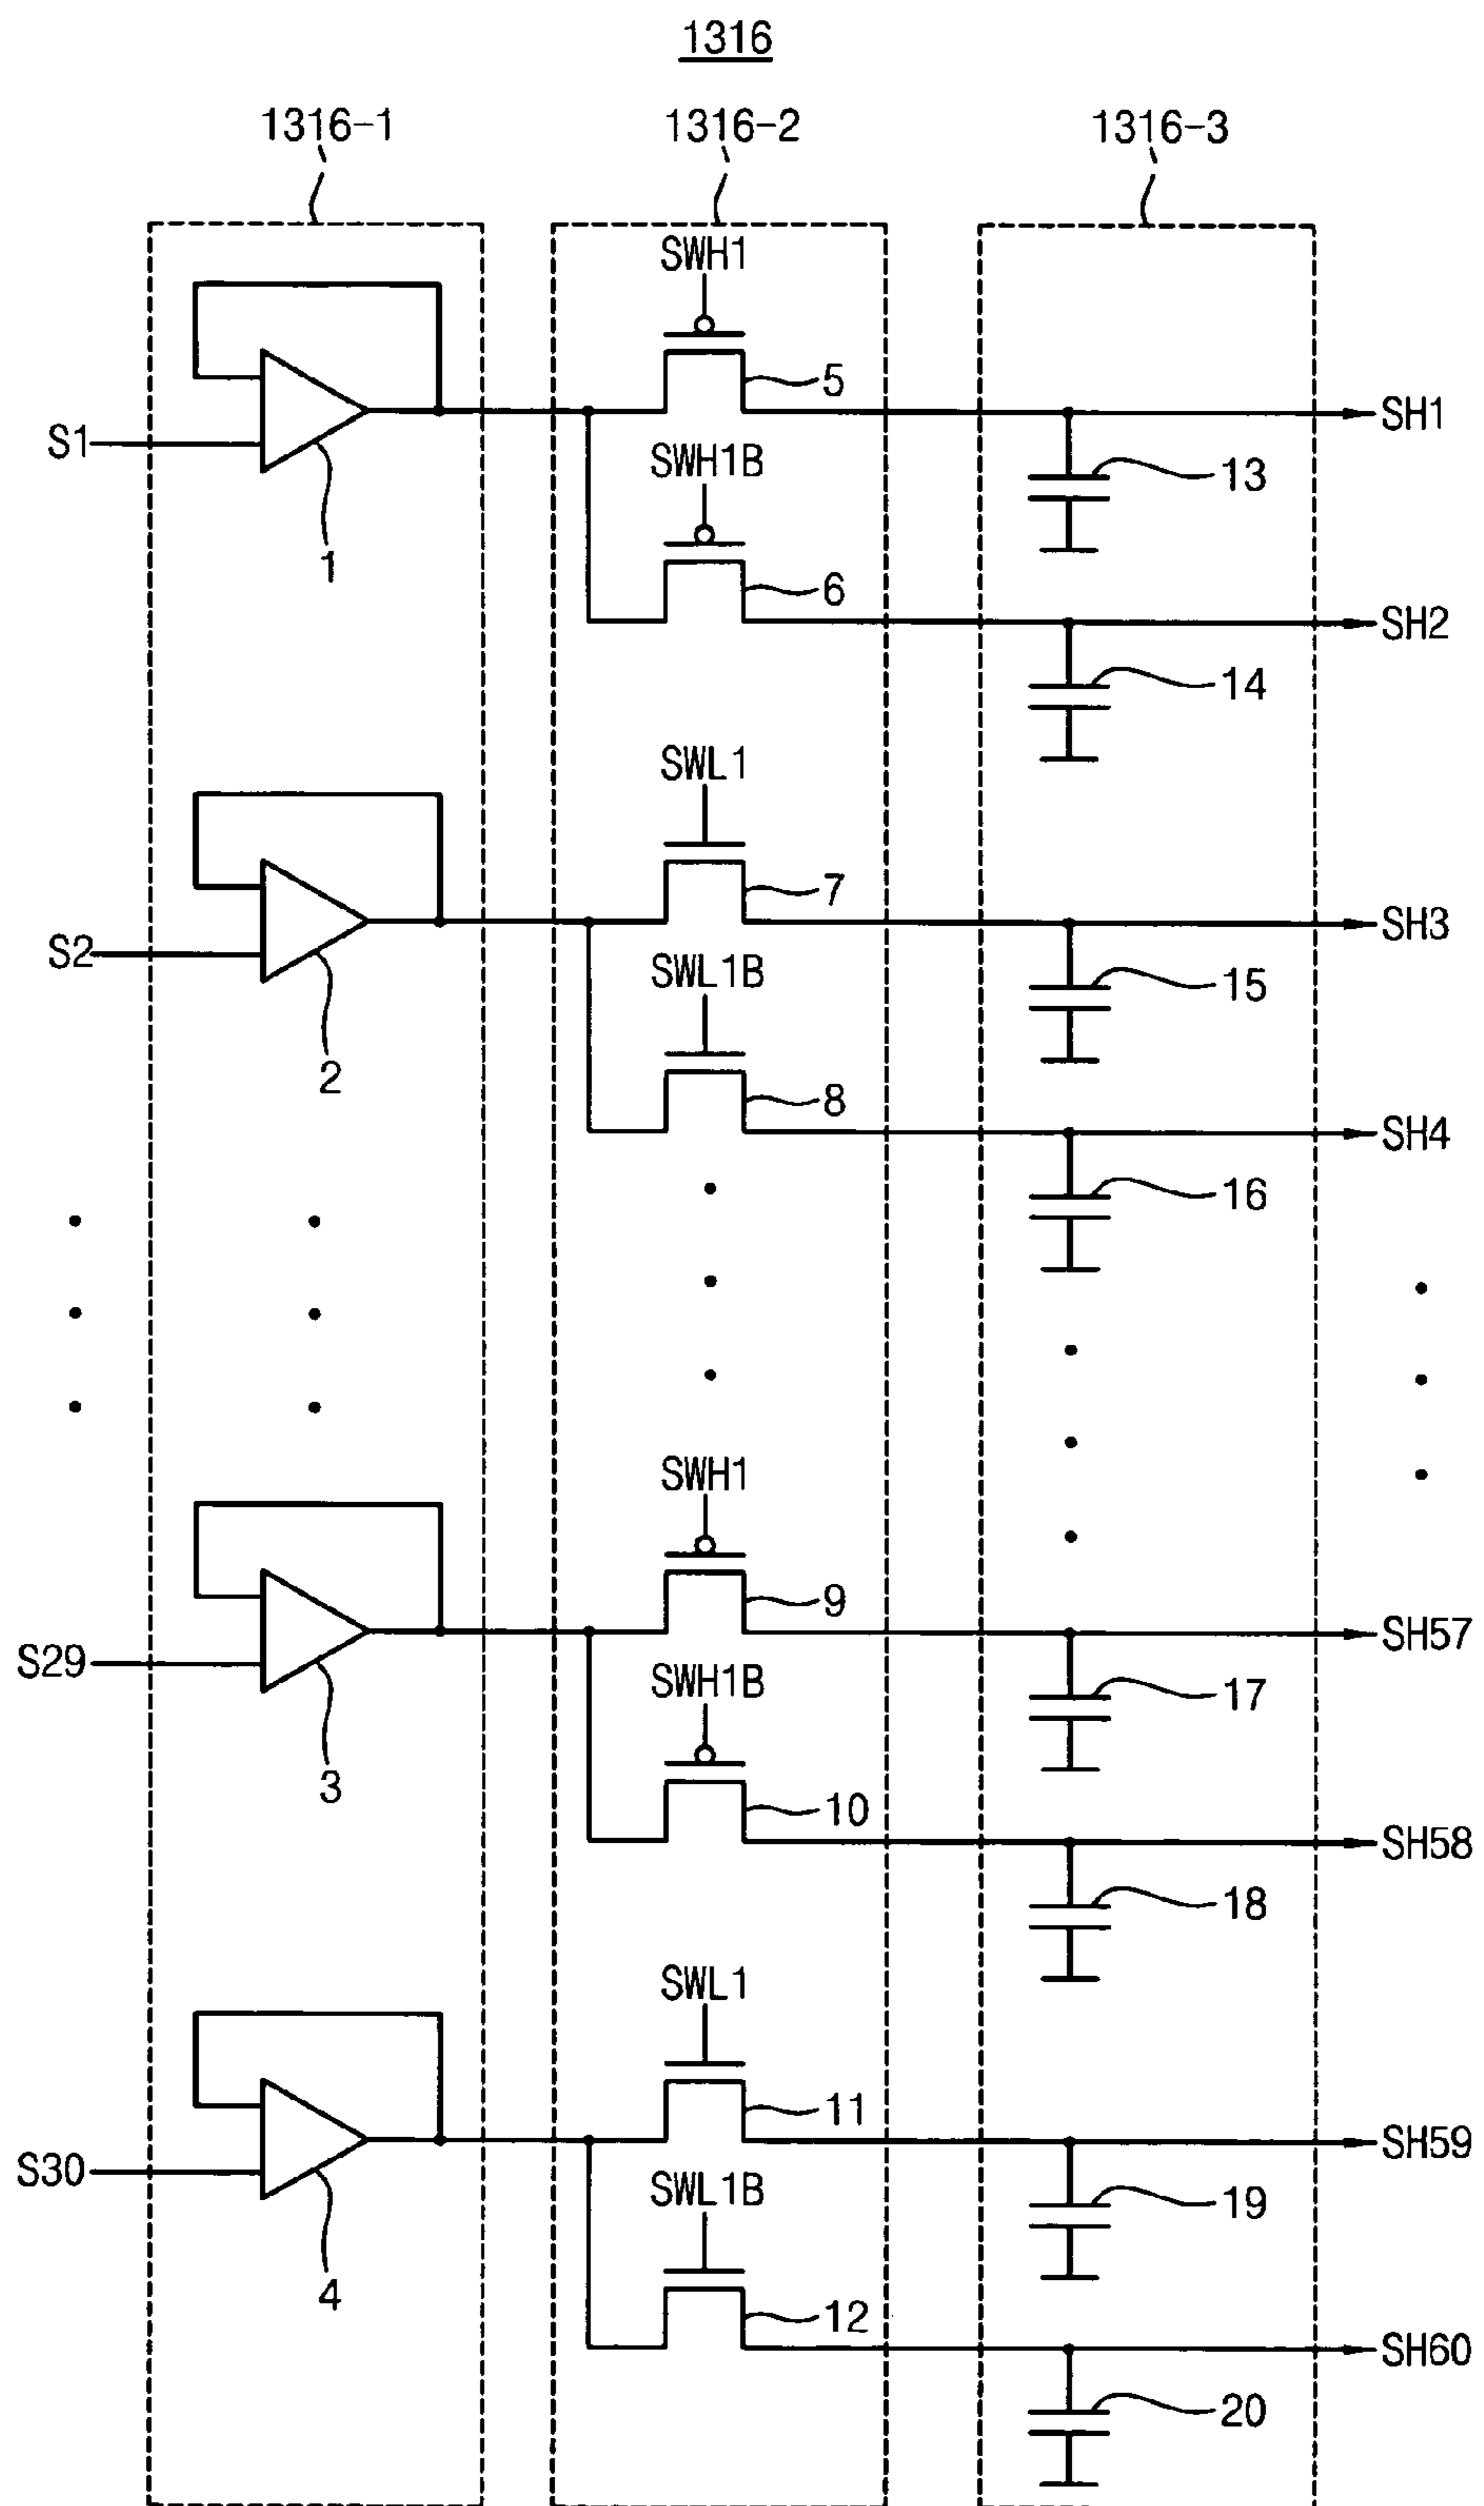 1316
1316-1 1316-2 1316-3
SWH1
5
SH1
S1
SWH1B
13
1
6
SH2
14
SWL1
7
SH3
S2
SWL1B
15
2
8
SH4
16
SWH1
9
SH57
S29
SWH1B
17
3
10
SH58
18
SWL1
11
SH59
S30
SWL1B
19
4
12
SH60
20